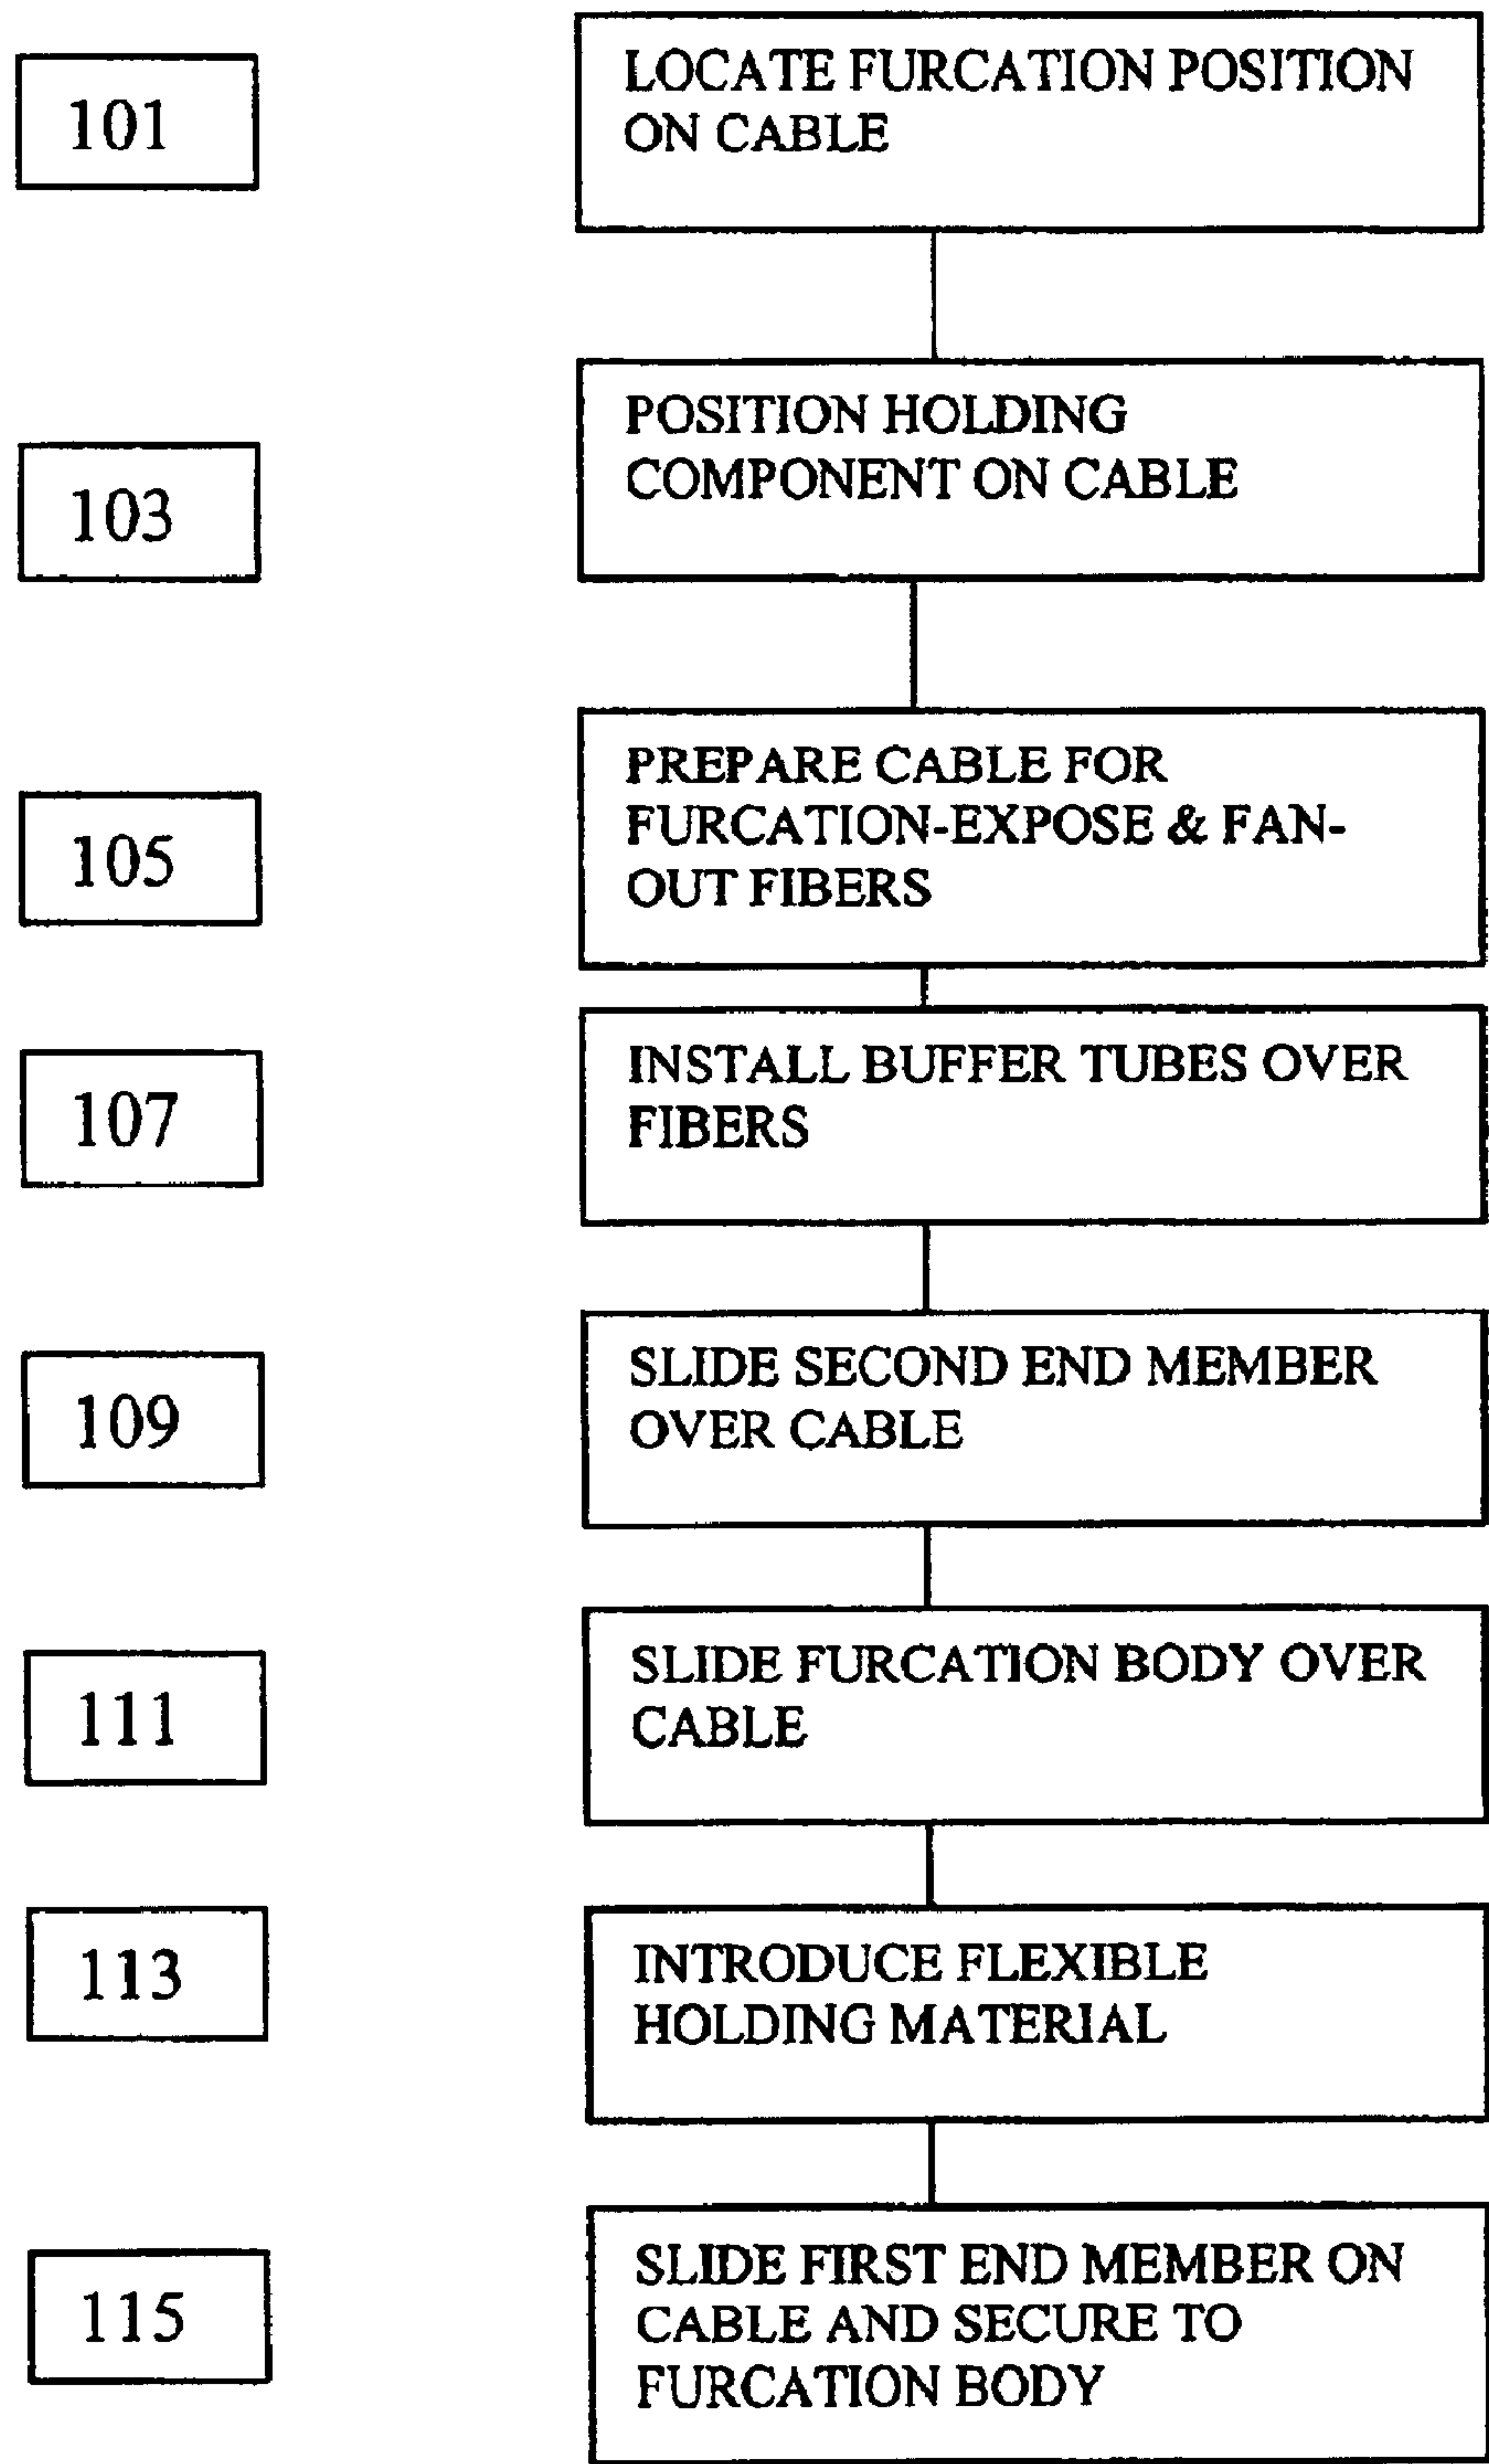 101
LOCATE FURCATION POSITION
ON CABLE
103
POSITION HOLDING
COMPONENT ON CABLE
105
PREPARE CABLE FOR
FURCATION-EXPOSE & FAN-
OUT FIBERS
107
INSTALL BUFFER TUBES OVER
FIBERS
109
SLIDE SECOND END MEMBER
OVER CABLE
111
SLIDE FURCATION BODY OVER
CABLE
113
INTRODUCE FLEXIBLE
HOLDING MATERIAL
115
SLIDE FIRST END MEMBER ON
CABLE AND SECURE TO
FURCATION BODY